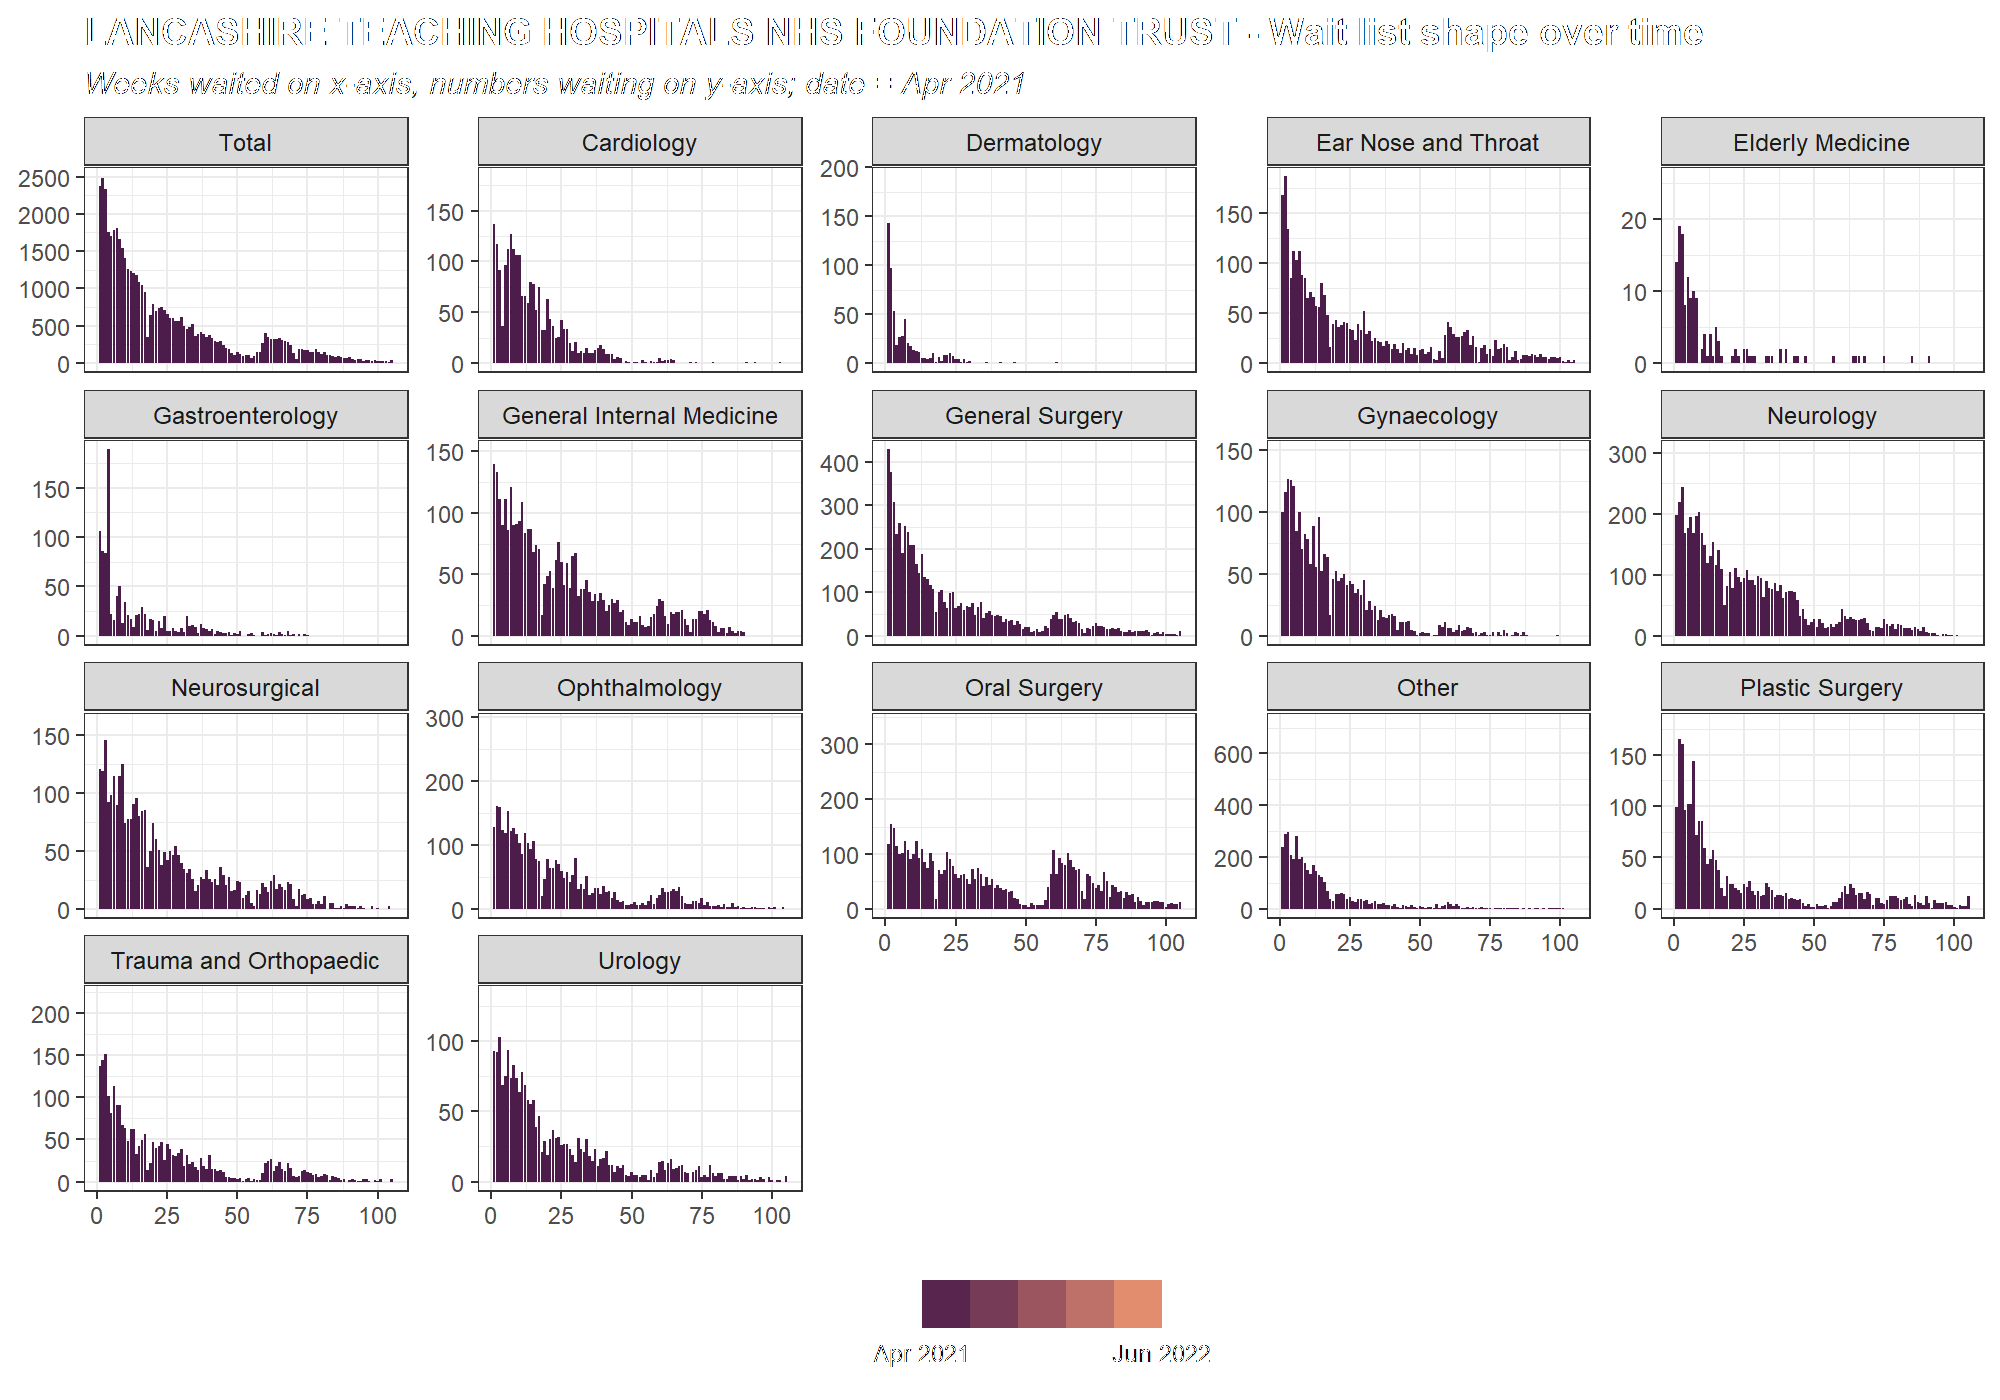 LANCASHIRE TEACHING HOSPITALS NHS FOUNDATION TRUST - Wait list shape over time
Weeks waited on x-axis, numbers waiting on y-axis; date = Apr 2021
Total Cardiology Dermatology Ear Nose and Throat Elderly Medicine
2500 2000 1500 1000 500 0
150 100 50 0
200 150 100 50 0
150 100 50 0
20 10 0
Gastroenterology General Internal Medicine General Surgery Gynaecology Neurology
150 100 50 0
150 100 50 0
400 300 200 100 0
150 100 50 0
300 200 100 0
Neurosurgical Ophthalmology Oral Surgery Other Plastic Surgery
150 100 50 0
300 200 100 0
300 200 100 0
600 400 200 0
150 100 50 0
0 25 50 75 100 0 25 50 75 100 0 25 50 75 100
Trauma and Orthopaedic Urology
200 150 100 50 0
100 50 0
0 25 50 75 100 0 25 50 75 100
Apr 2021 Jun 2022